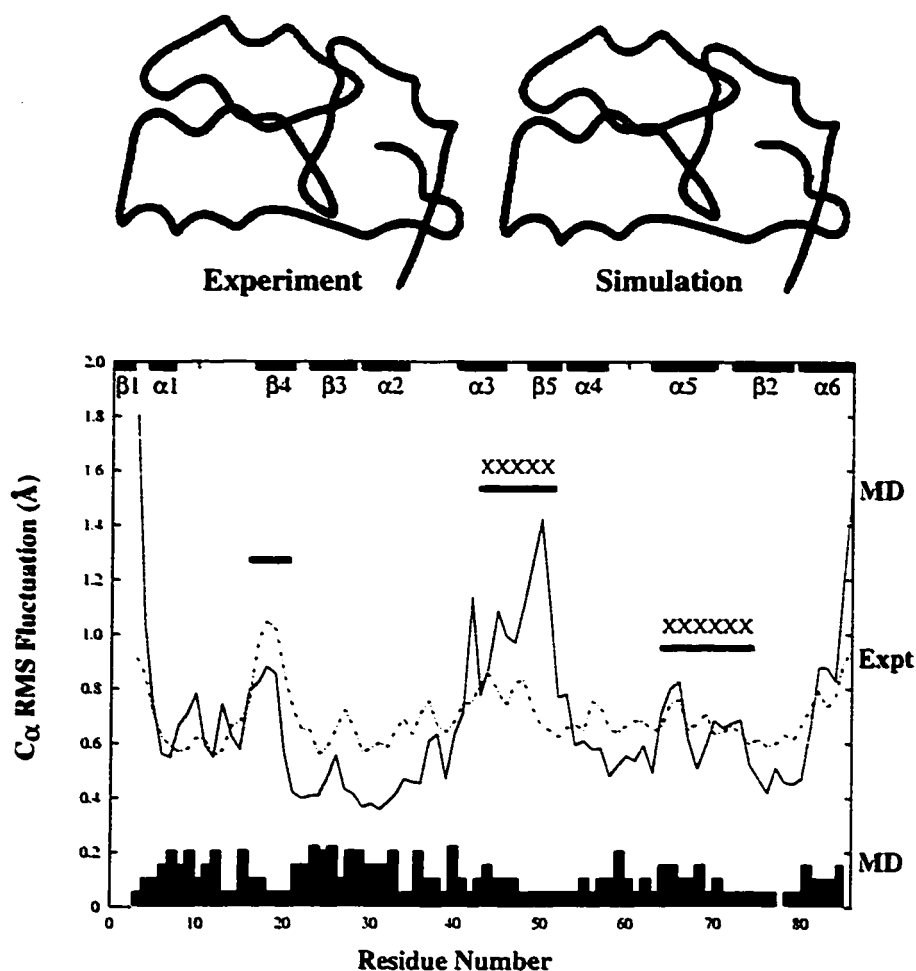 Experiment
Simulation
2.0
β1 α1 β4 β3 α2 α3 β5 α4 α5 β2 α6
1.8
XXXXX
1.6
MD
1.4
1.2
XXXXXX
1.0
Expt
0.8
0.6
0.4
0.2
MD
0
0 10 20 30 40 50 60 70 80
Cα RMS Fluctuation (Å)
Residue Number